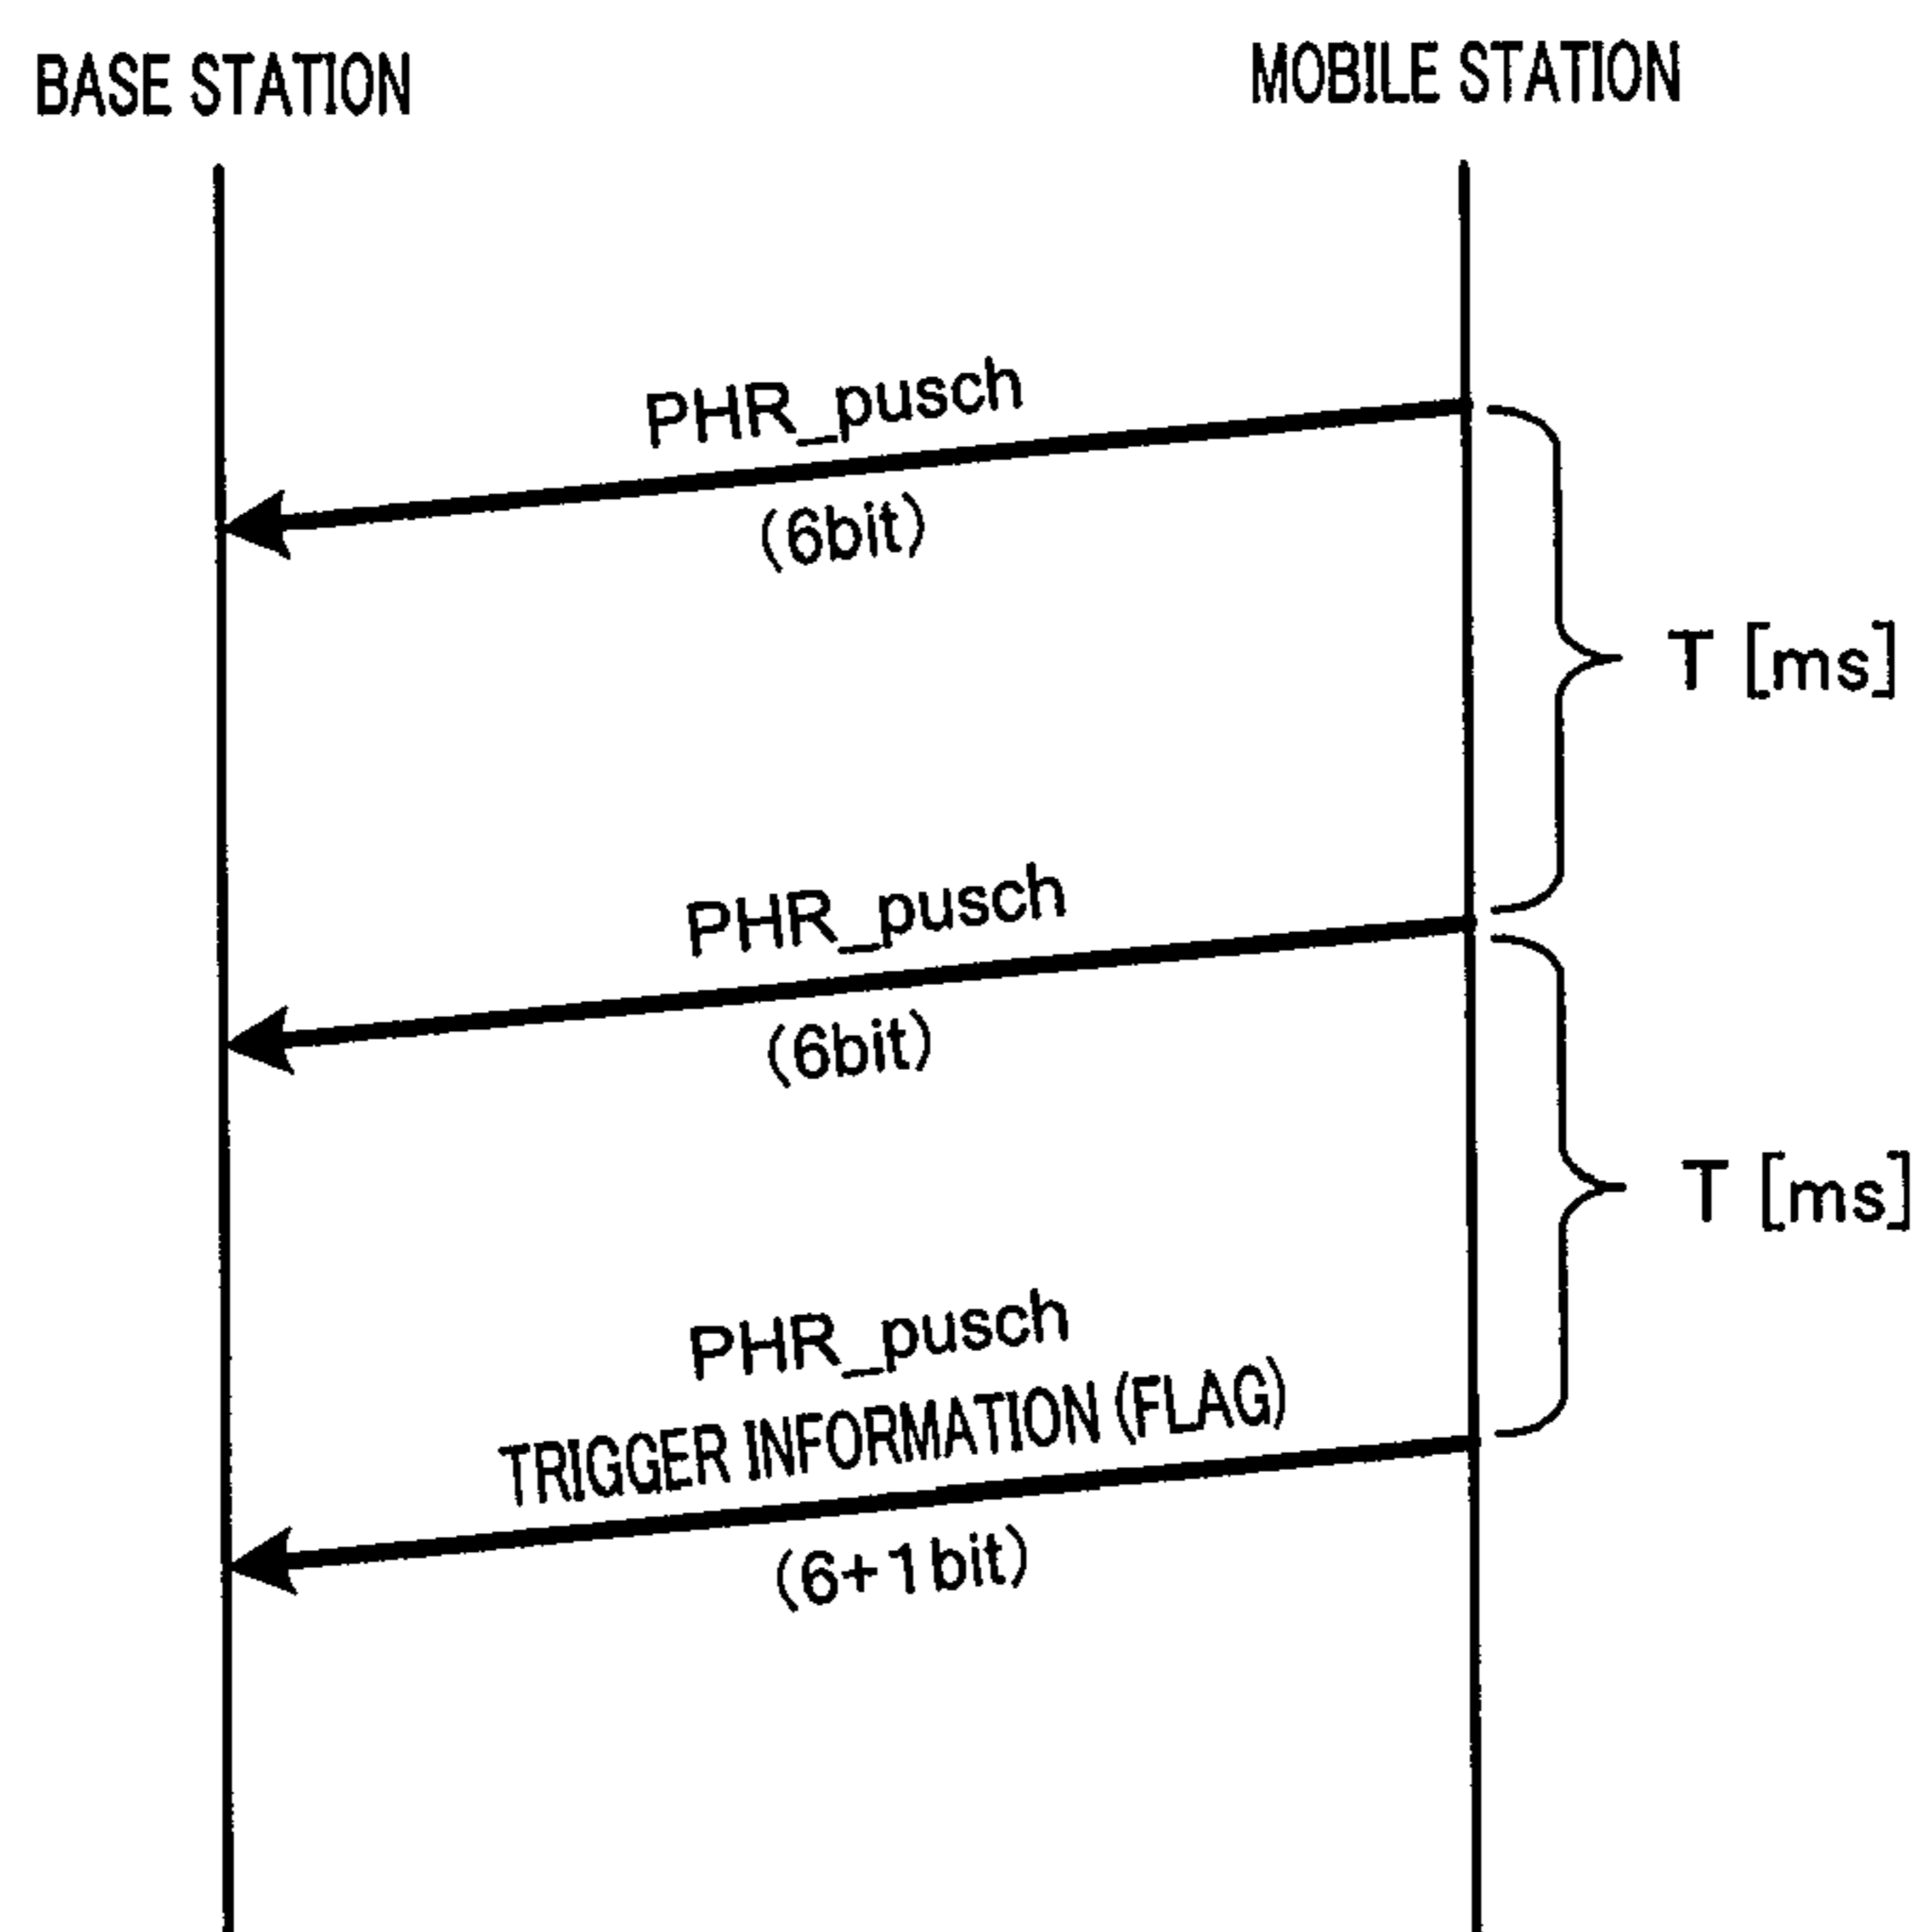 BASE STATION
MOBILE STATION
PHR_pusch
(6bit)
T [ms]
PHR_pusch
(6bit)
T [ms]
PHR_pusch
TRIGGER INFORMATION (FLAG)
(6+1bit)